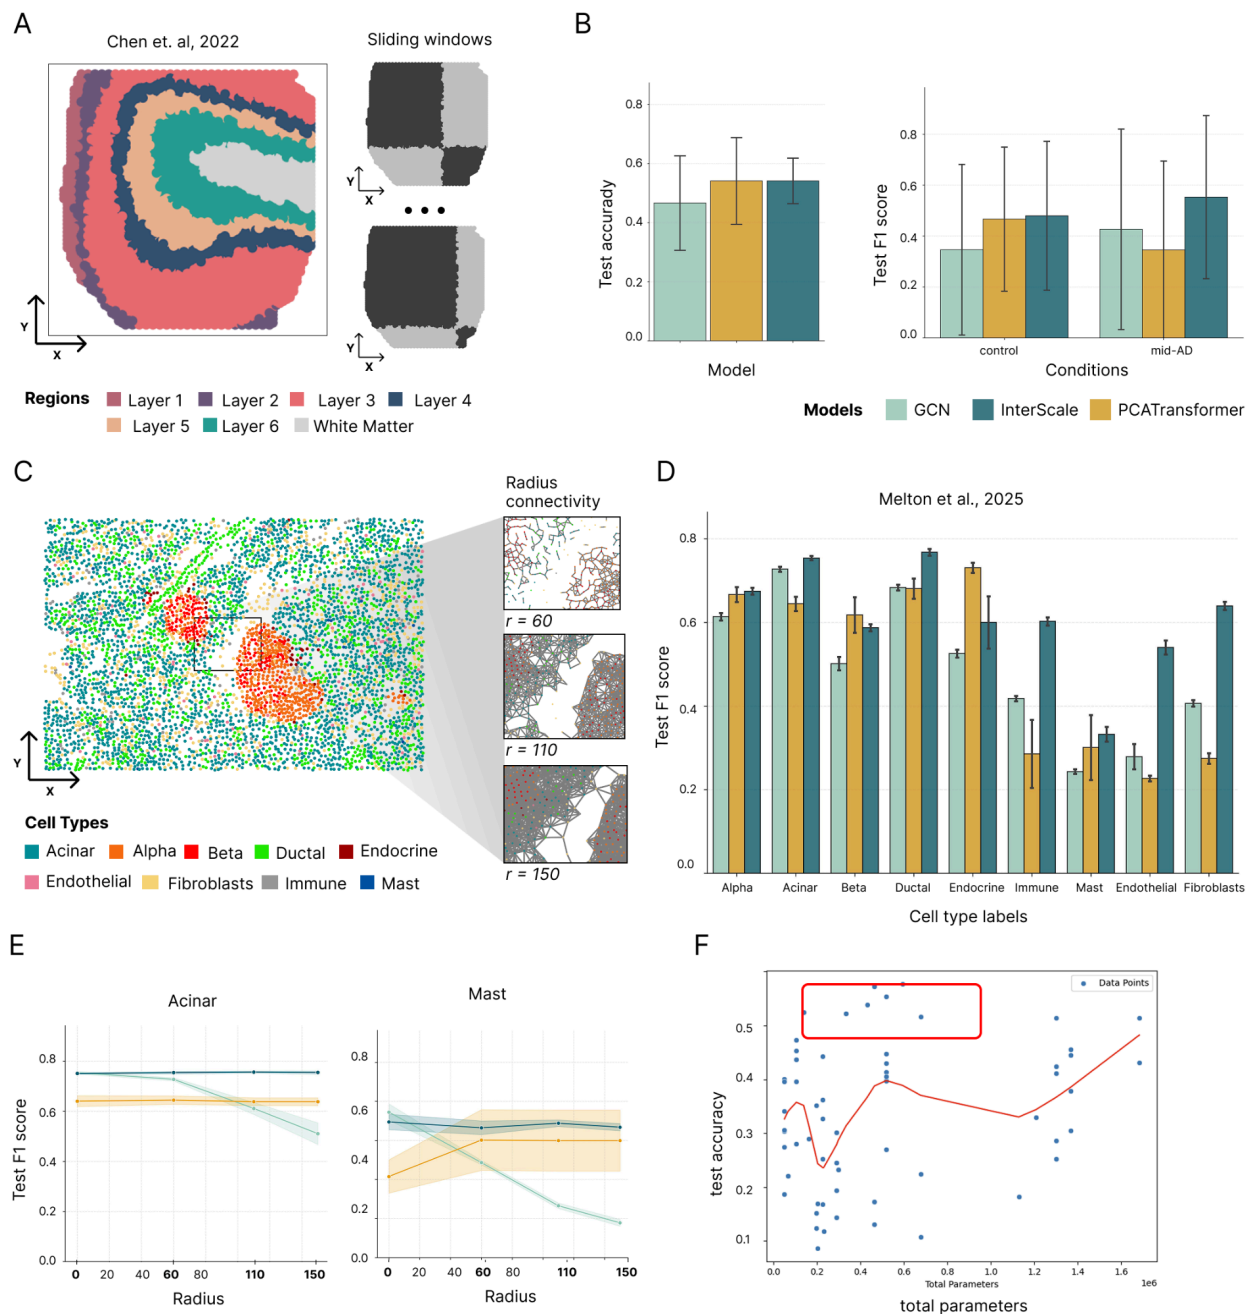 A
Chen et. al, 2022
Sliding windows
Y
X
Y
X
Y
X
Regions
Layer 1
Layer 2
Layer 3
Layer 4
Layer 5
Layer 6
White Matter
B
Test accurady
0.8
0.6
0.4
0.2
0.0
Model
Test F1 score
0.8
0.6
0.4
0.2
0.0
control
mid-AD
Conditions
Models
GCN
InterScale
PCATransformer
C
Radius
connectivity
r = 60
r = 110
r = 150
Y
X
Cell Types
Acinar
Alpha
Beta
Ductal
Endocrine
Endothelial
Fibroblasts
Immune
Mast
D
Melton et al., 2025
Test F1 score
0.8
0.6
0.4
0.2
0.0
Alpha
Acinar
Beta
Ductal
Endocrine
Immune
Mast
Endothelial
Fibroblasts
Cell type labels
E
Acinar
Test F1 score
0.8
0.6
0.4
0.2
0.0
0
20
40
60
80
110
150
Radius
Mast
0.8
0.6
0.4
0.2
0.0
0
20
40
60
80
110
150
Radius
F
Data Points
test accuracy
0.5
0.4
0.3
0.2
0.1
0.0
0.2
0.4
0.6
0.8
1.0
1.2
1.4
1.6
1e6
Total Parameters
total parameters